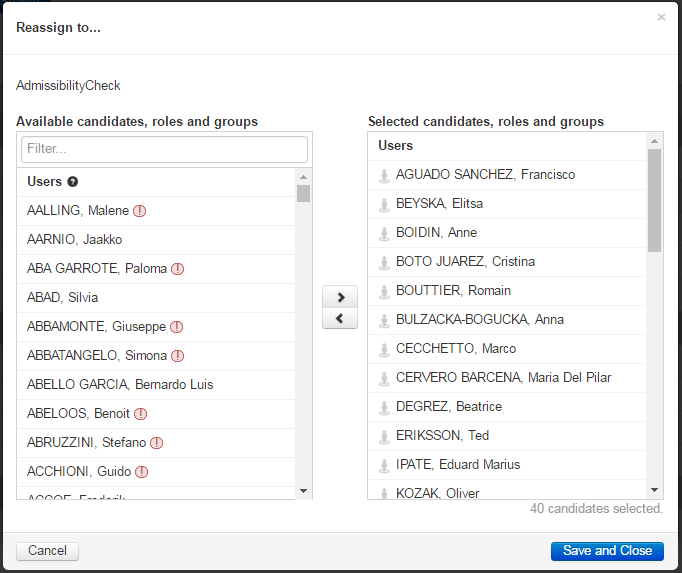 Reassign to...
×
AdmissibilityCheck
Available candidates, roles and groups
Filter...
Users ?
AALLING, Malene !
AARNIO, Jaakko
ABA GARROTE, Paloma !
ABAD, Silvia
ABBAMONTE, Giuseppe !
ABBATANGELO, Simona !
ABELLO GARCIA, Bernardo Luis
ABELOOS, Benoit !
ABRUZZINI, Stefano !
ACCHIONI, Guido !
Selected candidates, roles and groups
Users
AGUADO SANCHEZ, Francisco
BEYSKA, Elitsa
BOIDIN, Anne
BOTO JUAREZ, Cristina
BOUTTIER, Romain
BULZACKA-BOGUCKA, Anna
CECCHETTO, Marco
CERVERO BARCENA, Maria Del Pilar
DEGREZ, Beatrice
ERIKSSON, Ted
IPATE, Eduard Marius
KOZAK, Oliver
40 candidates selected.
Cancel
Save and Close